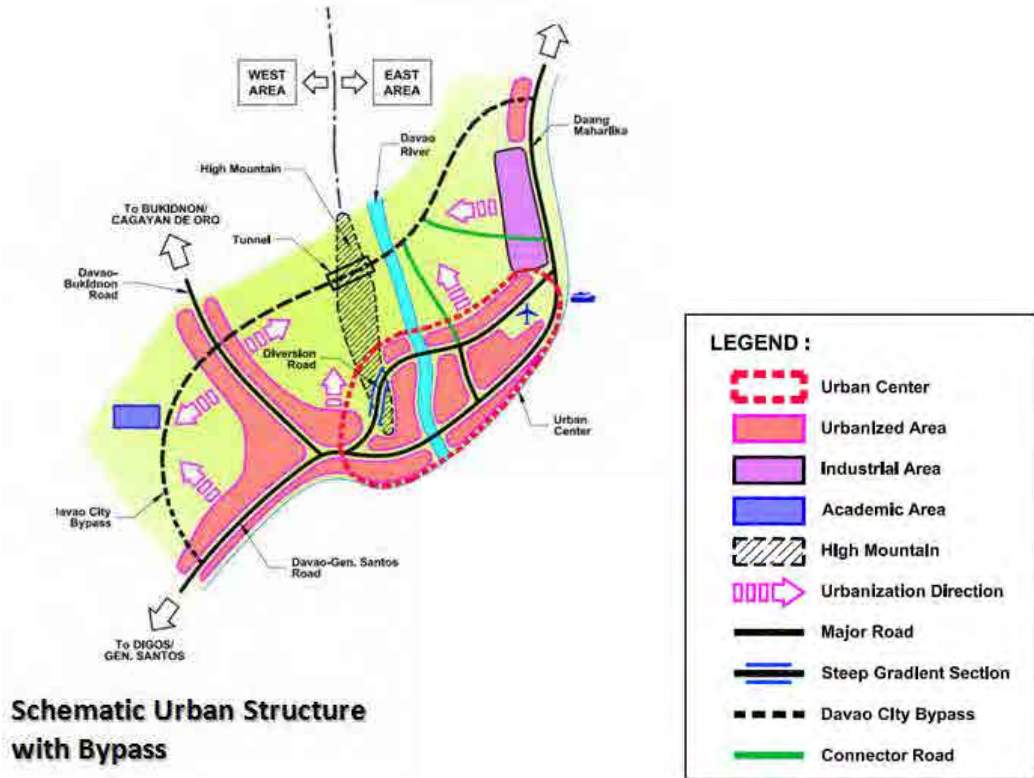 WEST
AREA
EAST
AREA
Davao
River
Daang
Maharlika
High Mountain
To BUKIDNON/
CAGAYAN DE ORO
Tunnel
Davao-
Bukidnon
Road
Diversion
Road
Urban
Center
Davao City
Bypass
Davao-Gen. Santos
Road
To DIGOS/
GEN. SANTOS
Schematic Urban Structure
with Bypass
LEGEND :
Urban Center
Urbanized Area
Industrial Area
Academic Area
High Mountain
Urbanization Direction
Major Road
Steep Gradient Section
Davao City Bypass
Connector Road